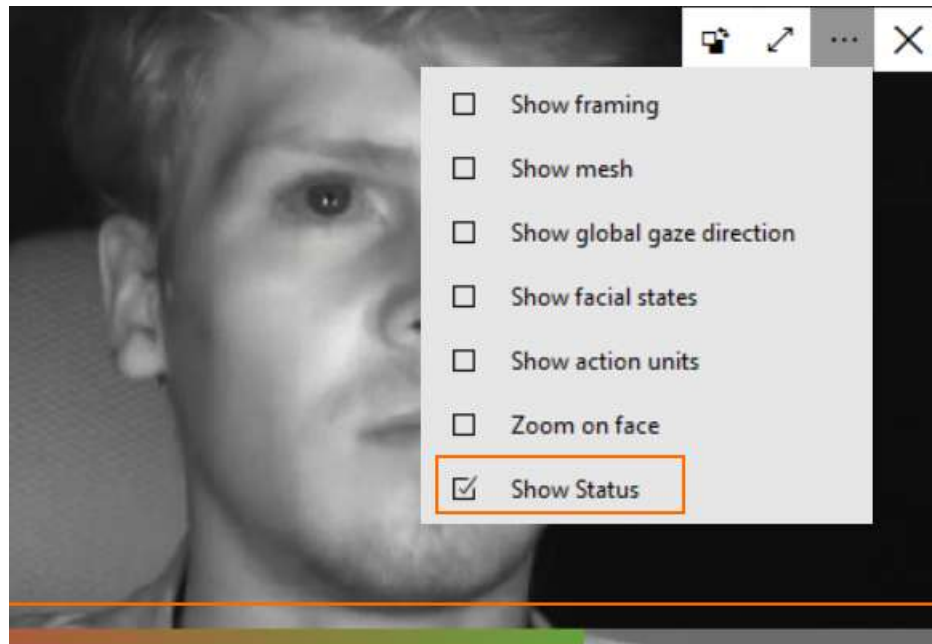 Show framing
Show mesh
Show global gaze direction
Show facial states
Show action units
Zoom on face
Show Status